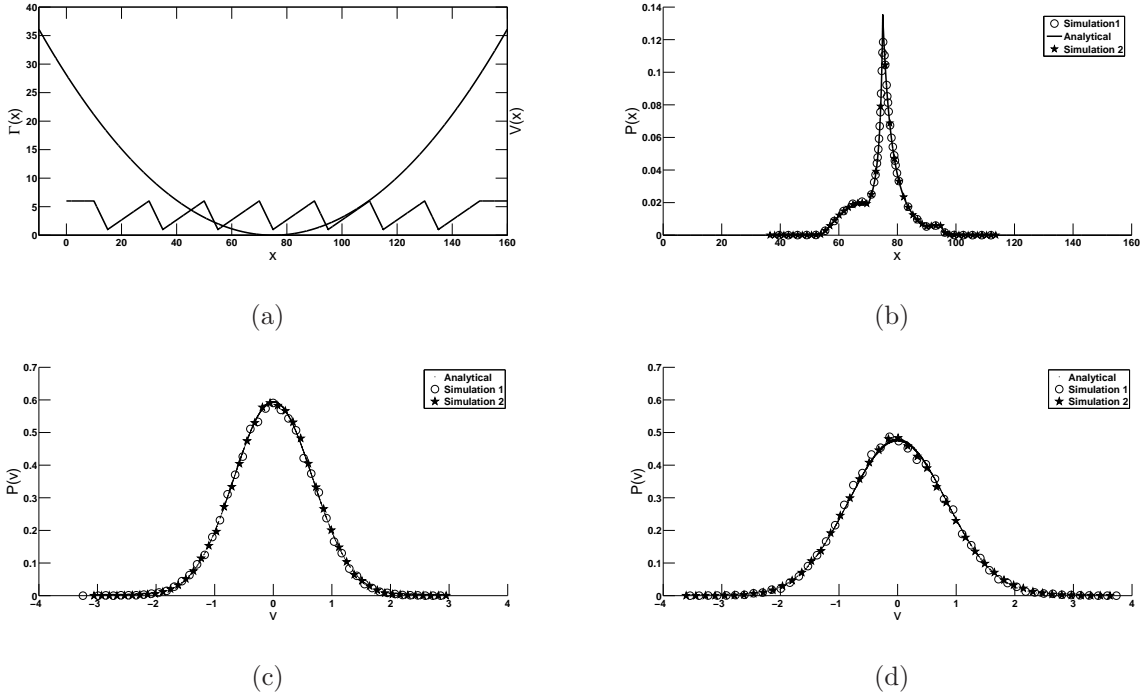 40
35
30
25
20
15
10
5
0
Γ(x)
V(x)
0 20 40 60 80 100 120 140 160
x
(a)
0.14
0.12
0.1
0.08
0.06
0.04
0.02
0
P(x)
Simulation1
Analytical
Simulation 2
0 20 40 60 80 100 120 140 160
x
(b)
0.7
0.6
0.5
0.4
0.3
0.2
0.1
0
P(v)
Analytical
Simulation 1
Simulation 2
−4 −3 −2 −1 0 1 2 3 4
v
(c)
0.7
0.6
0.5
0.4
0.3
0.2
0.1
0
P(v)
Analytical
Simulation 1
Simulation 2
−4 −3 −2 −1 0 1 2 3 4
v
(d)